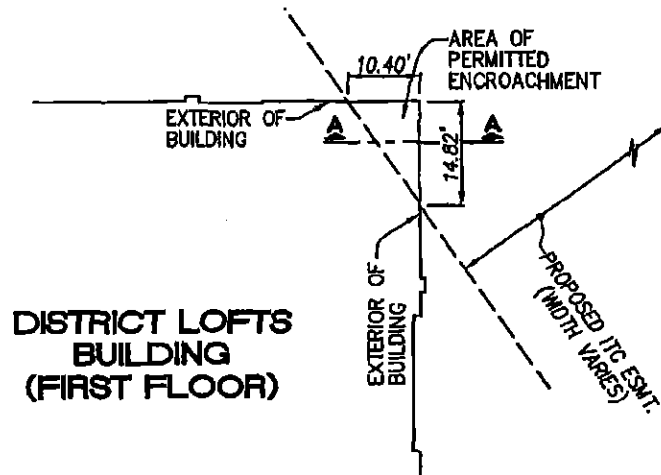 AREA OF
PERMITTED
ENCROACHMENT
10.40'
EXTERIOR OF
BUILDING
A
A
14.62'
EXTERIOR OF
BUILDING
PROPOSED ITC ESMT.
(WIDTH VARIES)
DISTRICT LOFTS
BUILDING
(FIRST FLOOR)